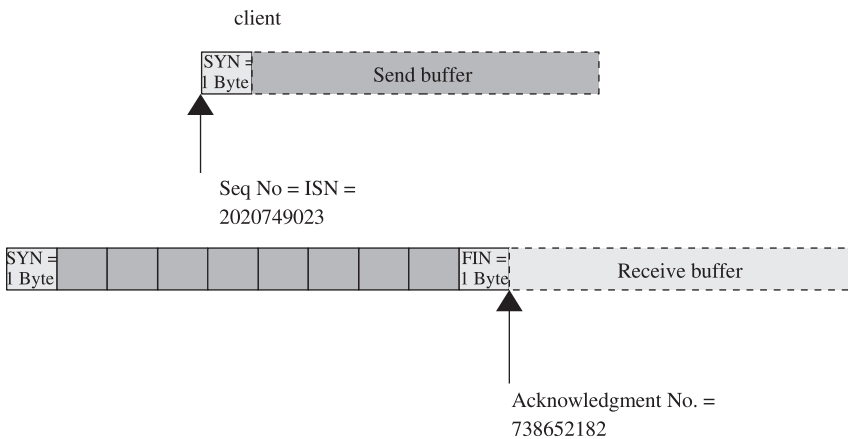 client
SYN =
1 Byte
Send buffer
Seq No = ISN =
2020749023
SYN =
1 Byte
FIN =
1 Byte
Receive buffer
Acknowledgment No. =
738652182